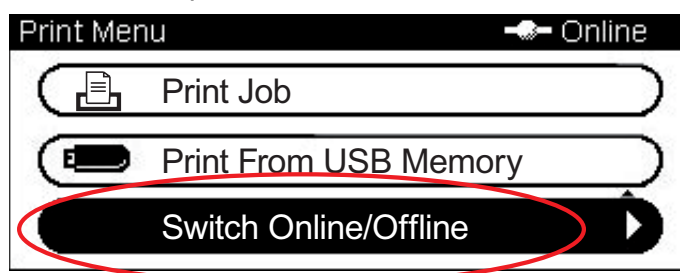 Print Menu Online
Print Job
Print From USB Memory
Switch Online/Offline